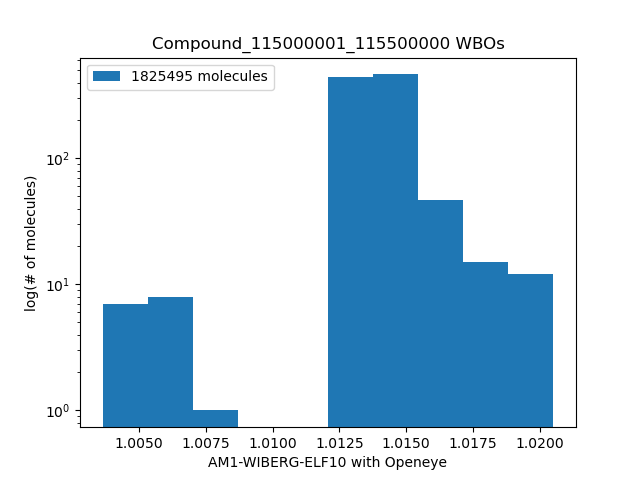 Compound_115000001_115500000 WBOs
1825495 molecules
log(# of molecules)
10²
10¹
10⁰
1.0050 1.0075 1.0100 1.0125 1.0150 1.0175 1.0200
AM1-WIBERG-ELF10 with Openeye